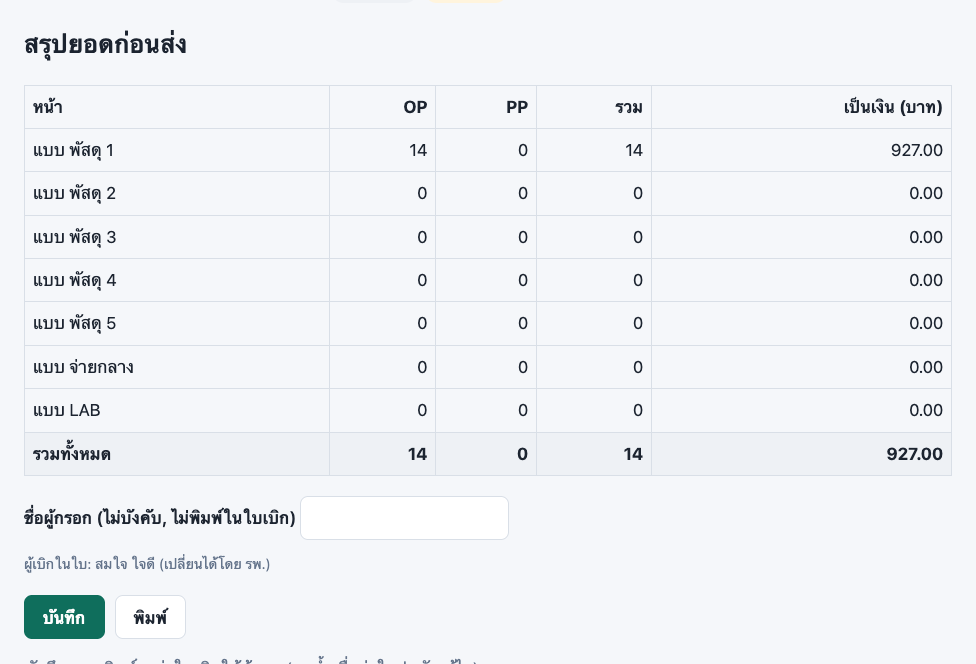 สรุปยอดก่อนส่ง
หน้า OP PP รวม เป็นเงิน (บาท)
แบบ พัสดุ 1 14 0 14 927.00
แบบ พัสดุ 2 0 0 0 0.00
แบบ พัสดุ 3 0 0 0 0.00
แบบ พัสดุ 4 0 0 0 0.00
แบบ พัสดุ 5 0 0 0 0.00
แบบ จ่ายกลาง 0 0 0 0.00
แบบ LAB 0 0 0 0.00
รวมทั้งหมด 14 0 14 927.00
ชื่อผู้กรอก (ไม่บังคับ, ไม่พิมพ์ในใบเบิก)
ผู้เบิกในใบ: สมใจ ใจดี (เปลี่ยนได้โดย รพ.)
บันทึก พิมพ์